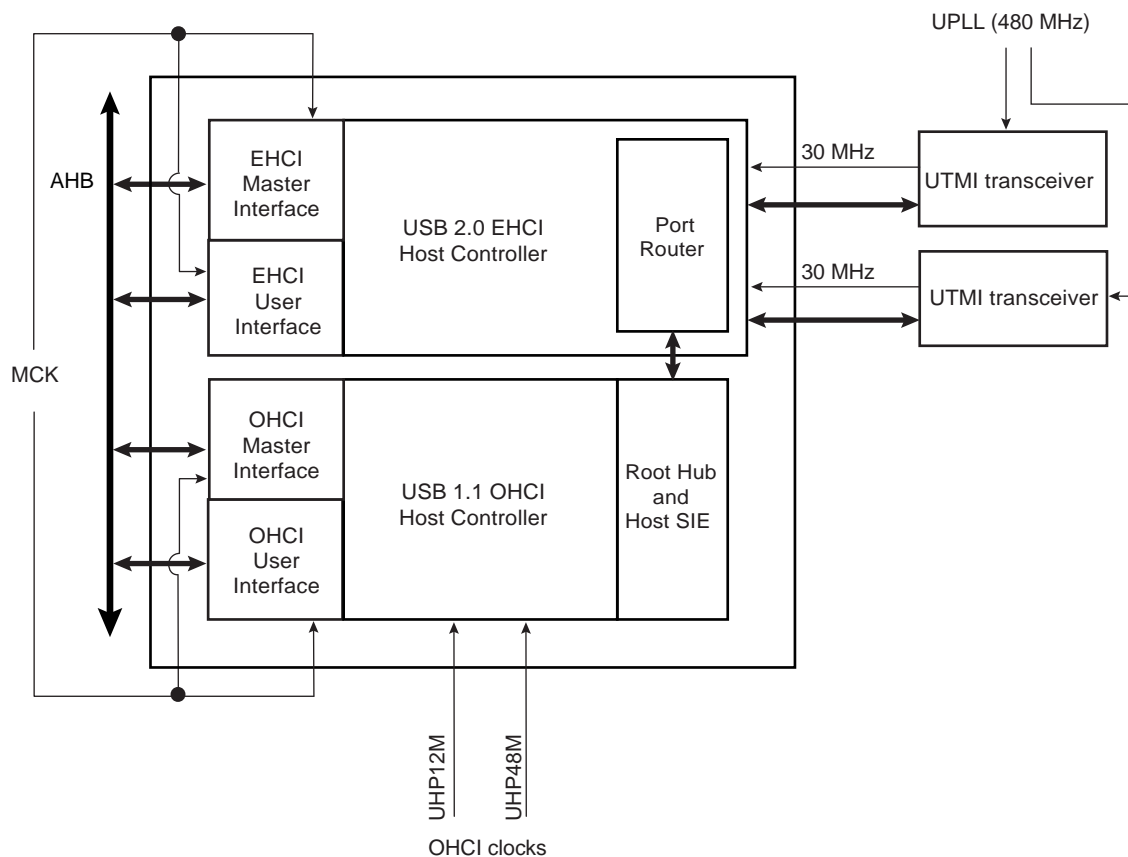 UPLL (480 MHz)
AHB
MCK
EHCI
Master
Interface
EHCI
User
Interface
USB 2.0 EHCI
Host Controller
Port
Router
30 MHz
UTMI transceiver
30 MHz
UTMI transceiver
OHCI
Master
Interface
OHCI
User
Interface
USB 1.1 OHCI
Host Controller
Root Hub
and
Host SIE
UHP12M
UHP48M
OHCI clocks